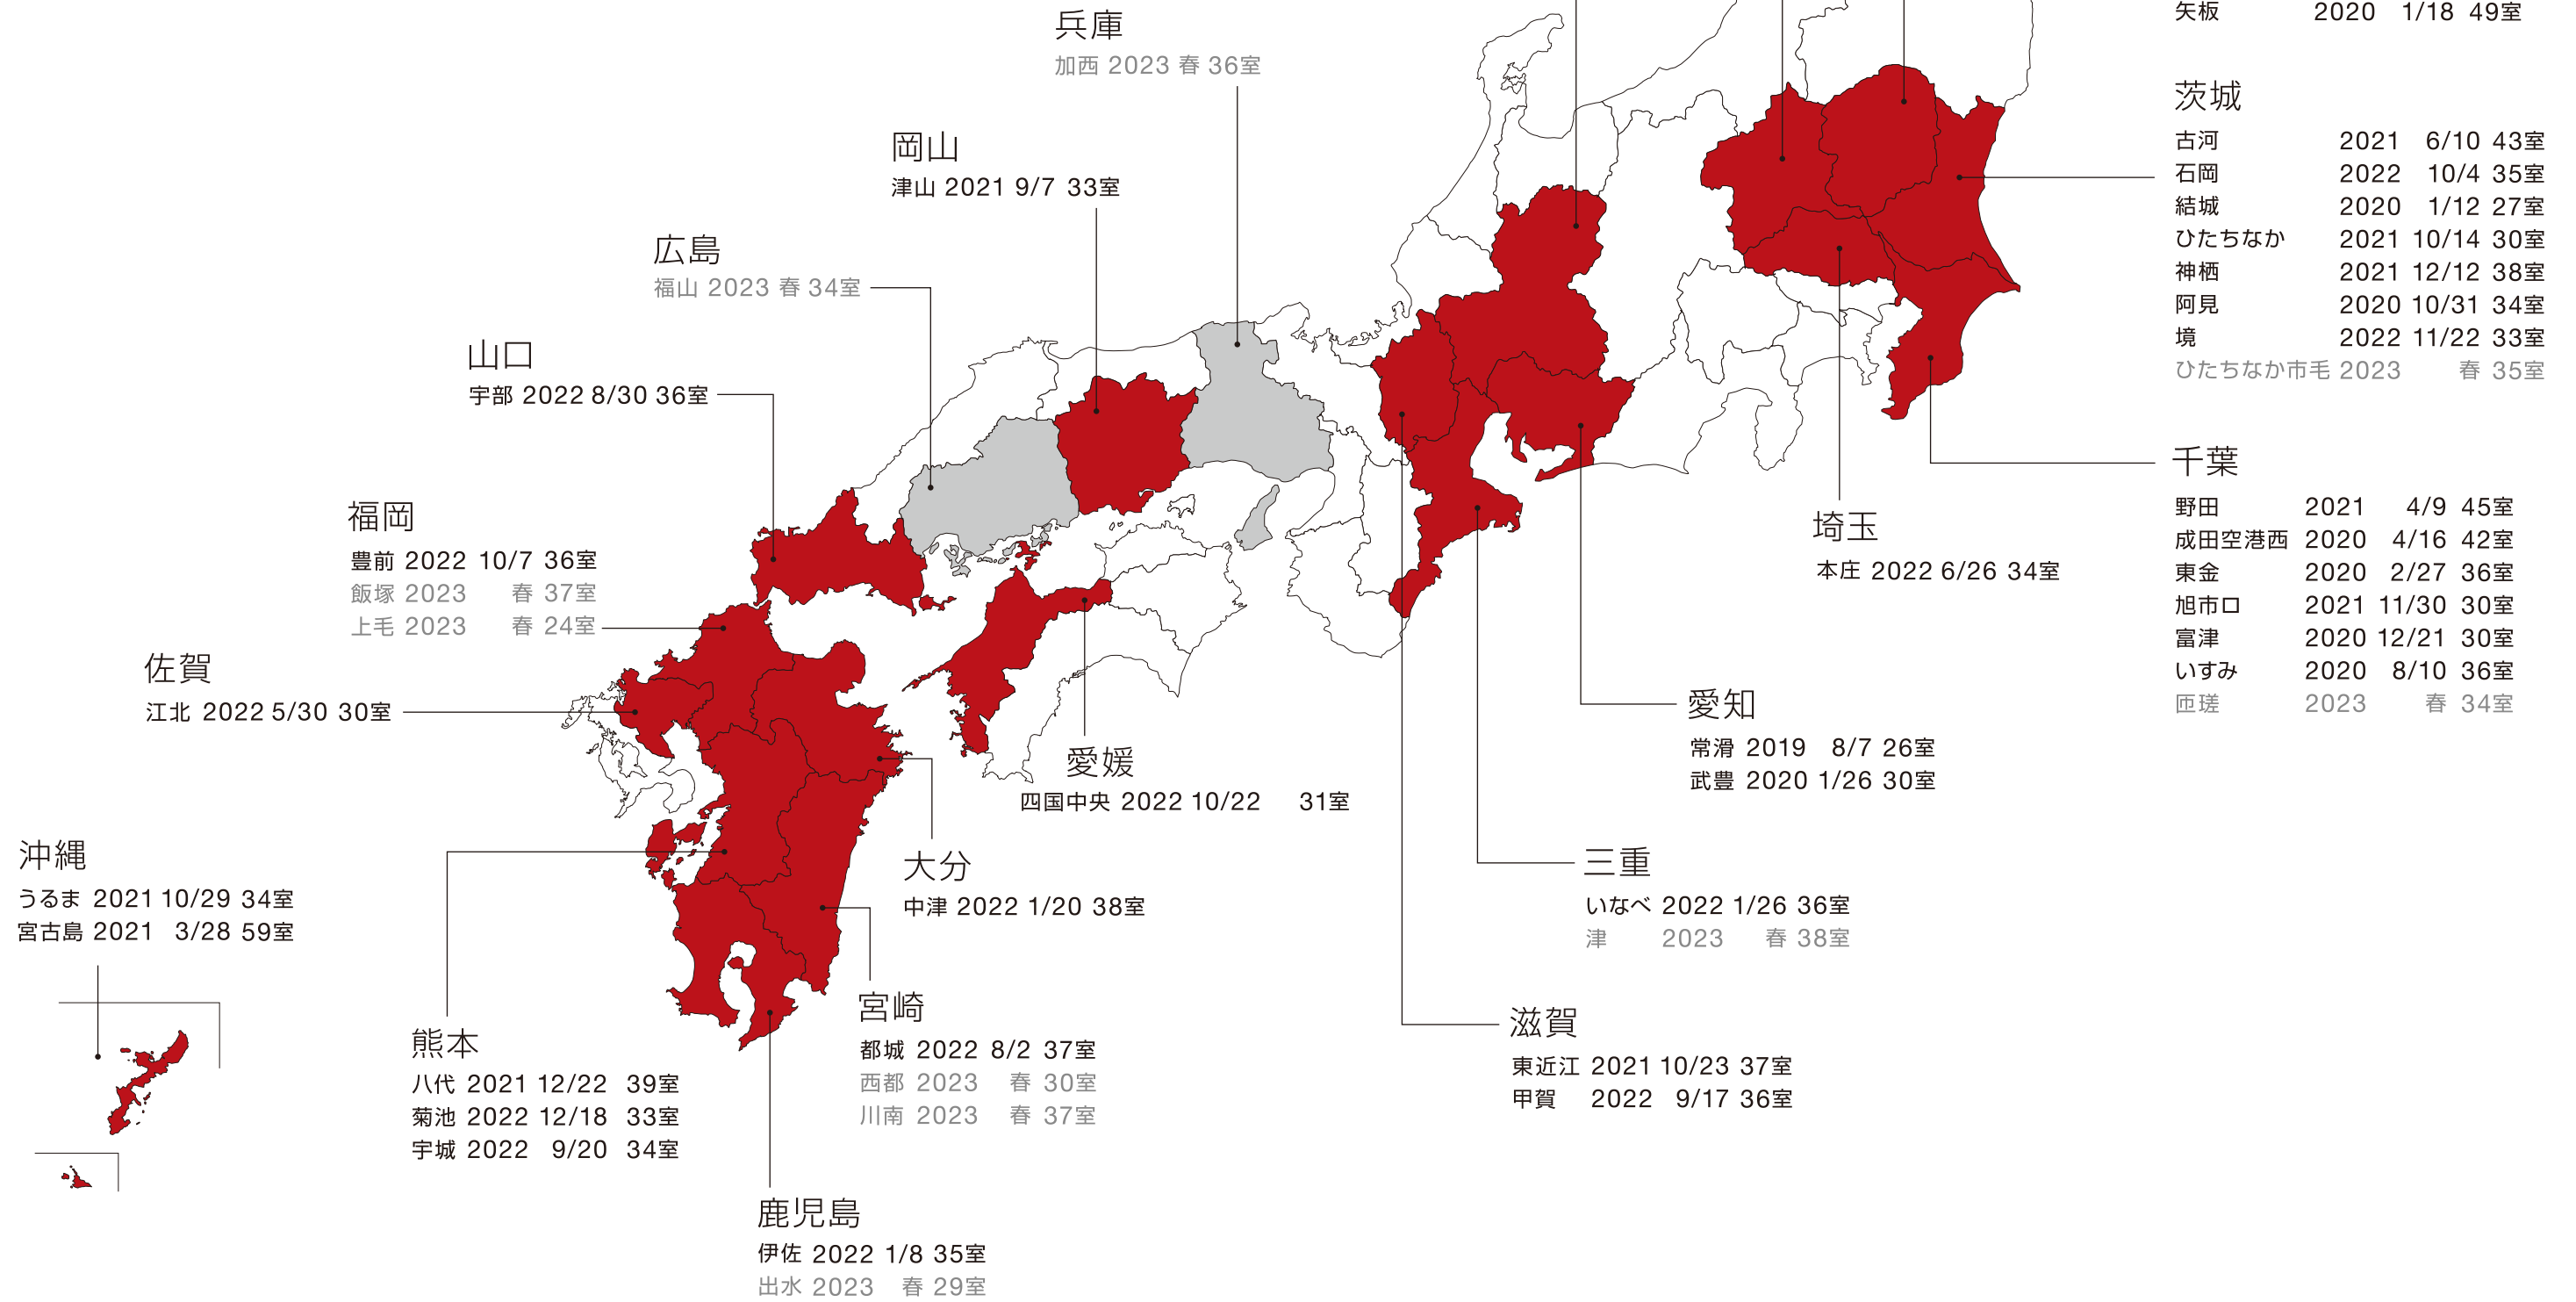 兵庫
加西 2023 春 36室
岡山
津山 2021 9/7 33室
広島
福山 2023 春 34室
山口
宇部 2022 8/30 36室
福岡
豊前 2022 10/7 36室
飯塚 2023 春 37室
上毛 2023 春 24室
佐賀
江北 2022 5/30 30室
沖縄
うるま 2021 10/29 34室
宮古島 2021 3/28 59室
熊本
八代 2021 12/22 39室
菊池 2022 12/18 33室
宇城 2022 9/20 34室
鹿児島
伊佐 2022 1/8 35室
出水 2023 春 29室
宮崎
都城 2022 8/2 37室
西都 2023 春 30室
川南 2023 春 37室
大分
中津 2022 1/20 38室
愛媛
四国中央 2022 10/22 31室
滋賀
東近江 2021 10/23 37室
甲賀 2022 9/17 36室
三重
いなべ 2022 1/26 36室
津 2023 春 38室
愛知
常滑 2019 8/7 26室
武豊 2020 1/26 30室
埼玉
本庄 2022 6/26 34室
矢板 2020 1/18 49室
茨城
古河 2021 6/10 43室
石岡 2022 10/4 35室
結城 2020 1/12 27室
ひたちなか 2021 10/14 30室
神栖 2021 12/12 38室
阿見 2020 10/31 34室
境 2022 11/22 33室
ひたちなか市毛 2023 春 35室
千葉
野田 2021 4/9 45室
成田空港西 2020 4/16 42室
東金 2020 2/27 36室
旭市口 2021 11/30 30室
富津 2020 12/21 30室
いすみ 2020 8/10 36室
匝瑳 2023 春 34室